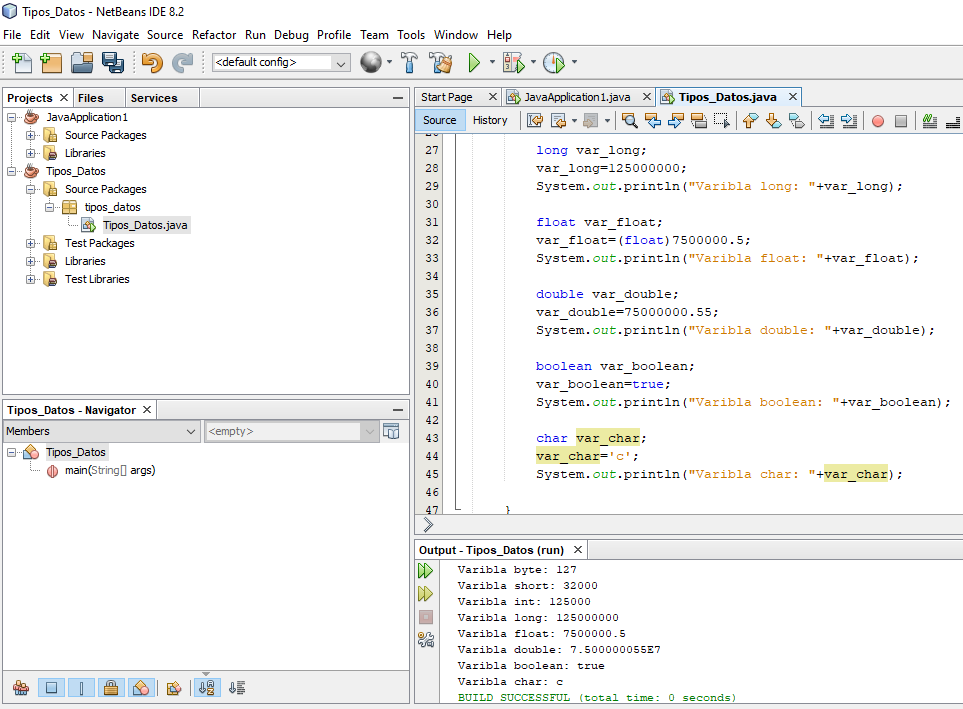 Tipos_Datos - NetBeans IDE 8.2
File Edit View Navigate Source Refactor Run Debug Profile Team Tools Window Help
<default config>
Projects Files Services
JavaApplication1
Source Packages
Libraries
Tipos_Datos
Source Packages
tipos_datos
Tipos_Datos.java
Test Packages
Libraries
Test Libraries
Tipos_Datos - Navigator
Members <empty>
Tipos_Datos
main(String[] args)
Start Page JavaApplication1.java Tipos_Datos.java
Source History
26
27 long var_long;
28 var_long=125000000;
29 System.out.println("Varibla long: "+var_long);
30
31 float var_float;
32 var_float=(float)7500000.5;
33 System.out.println("Varibla float: "+var_float);
34
35 double var_double;
36 var_double=75000000.55;
37 System.out.println("Varibla double: "+var_double);
38
39 boolean var_boolean;
40 var_boolean=true;
41 System.out.println("Varibla boolean: "+var_boolean);
42
43 char var_char;
44 var_char='c';
45 System.out.println("Varibla char: "+var_char);
46
47 }
Output - Tipos_Datos (run)
Varibla byte: 127
Varibla short: 32000
Varibla int: 125000
Varibla long: 125000000
Varibla float: 7500000.5
Varibla double: 7.500000055E7
Varibla boolean: true
Varibla char: c
BUILD SUCCESSFUL (total time: 0 seconds)